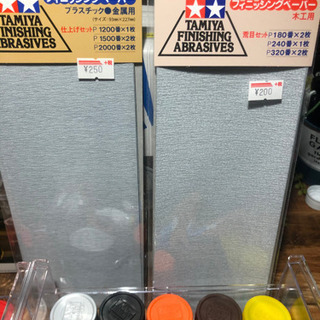 プラスチック●金属用
TAMIYA
FINISHING
ABRASIVES
仕上げセット P1200番×1枚
P1500番×2枚
P2000番×2枚
¥250
フィニッシングペーパー
木工用
TAMIYA
FINISHING
ABRASIVES
荒目セット P180番×2枚
P240番×1枚
P320番×2枚
¥200